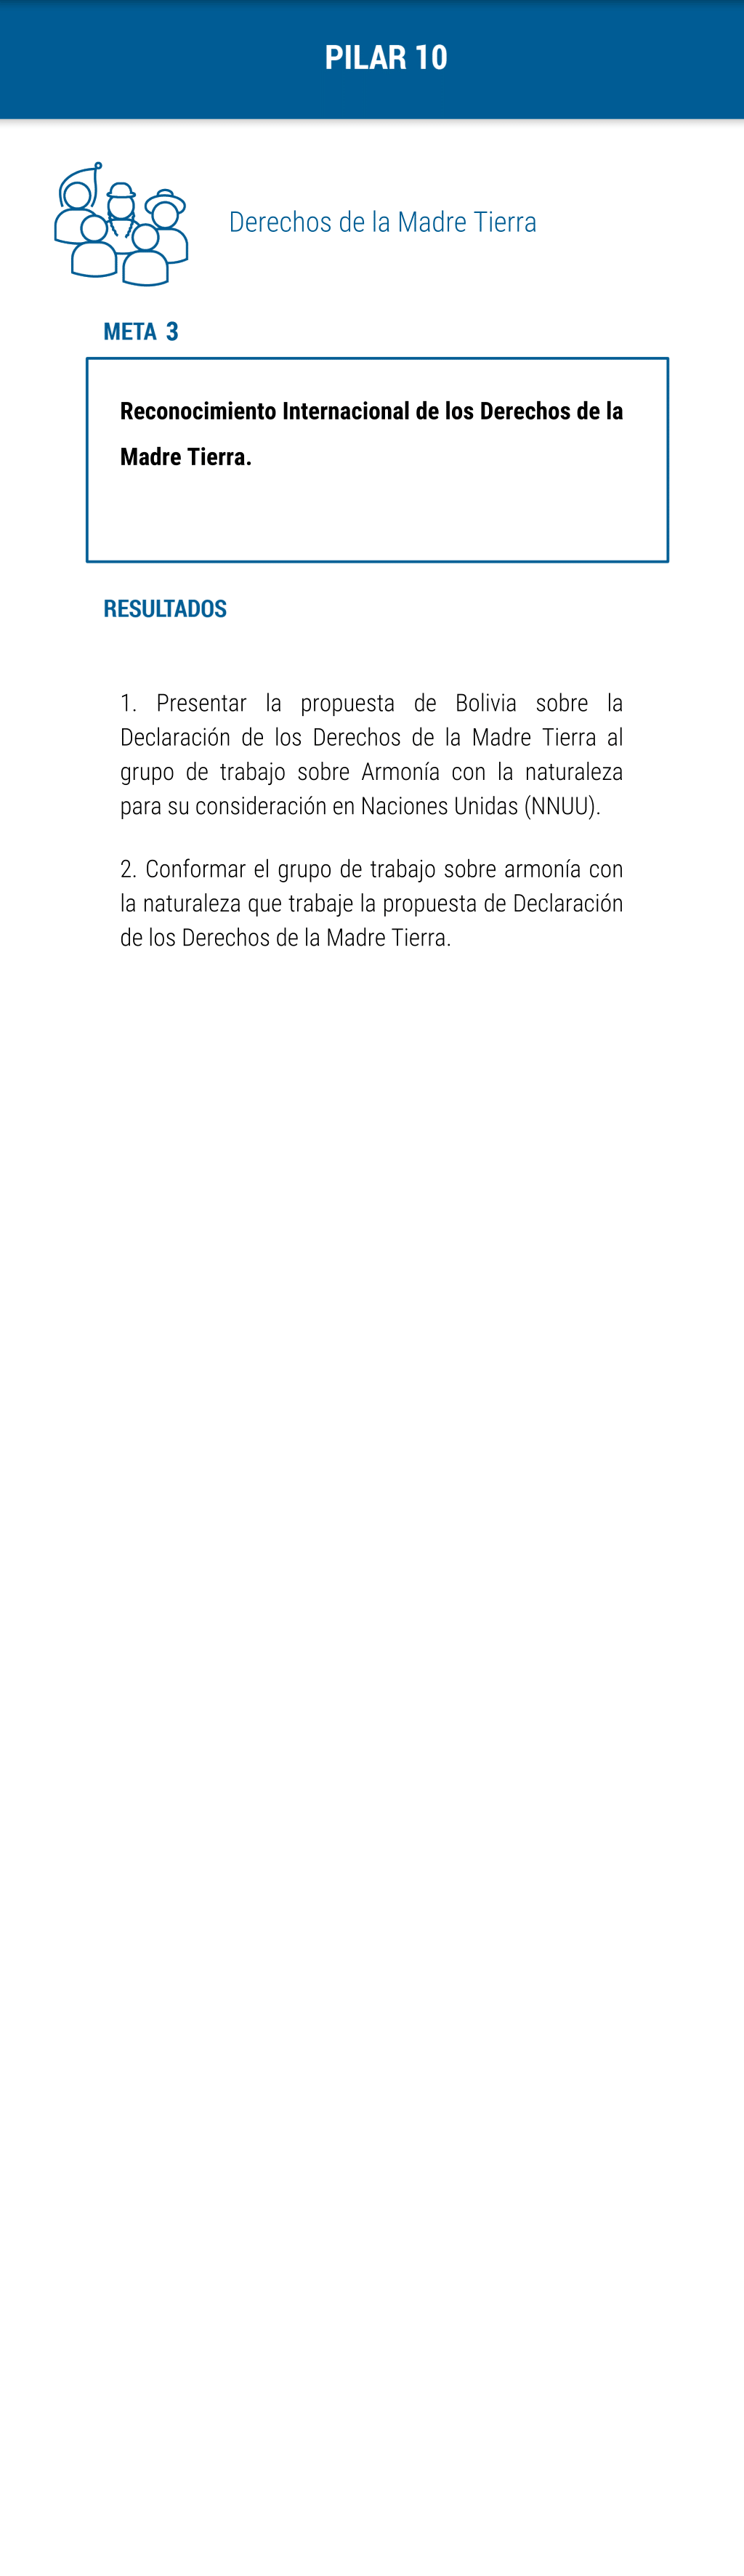 PILAR 10
Derechos de la Madre Tierra
META 3
Reconocimiento Internacional de los Derechos de la
Madre Tierra.
RESULTADOS
1. Presentar la propuesta de Bolivia sobre la
Declaración de los Derechos de la Madre Tierra al
grupo de trabajo sobre Armonía con la naturaleza
para su consideración en Naciones Unidas (NNUU).
2. Conformar el grupo de trabajo sobre armonía con
la naturaleza que trabaje la propuesta de Declaración
de los Derechos de la Madre Tierra.